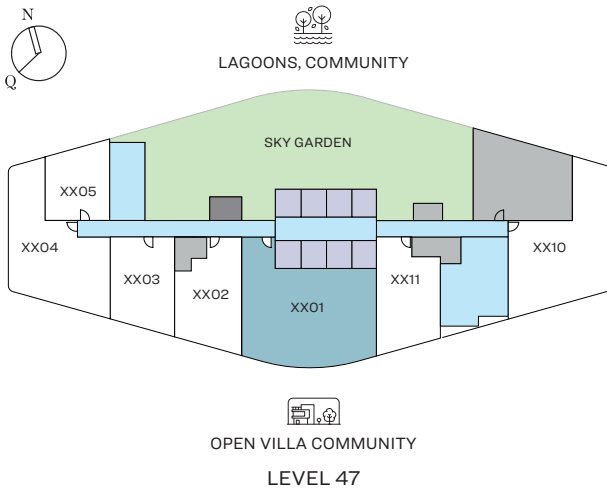 N
Q
LAGOONS, COMMUNITY
SKY GARDEN
XX05
XX04
XX03
XX02
XX01
XX11
XX10
OPEN VILLA COMMUNITY
LEVEL 47